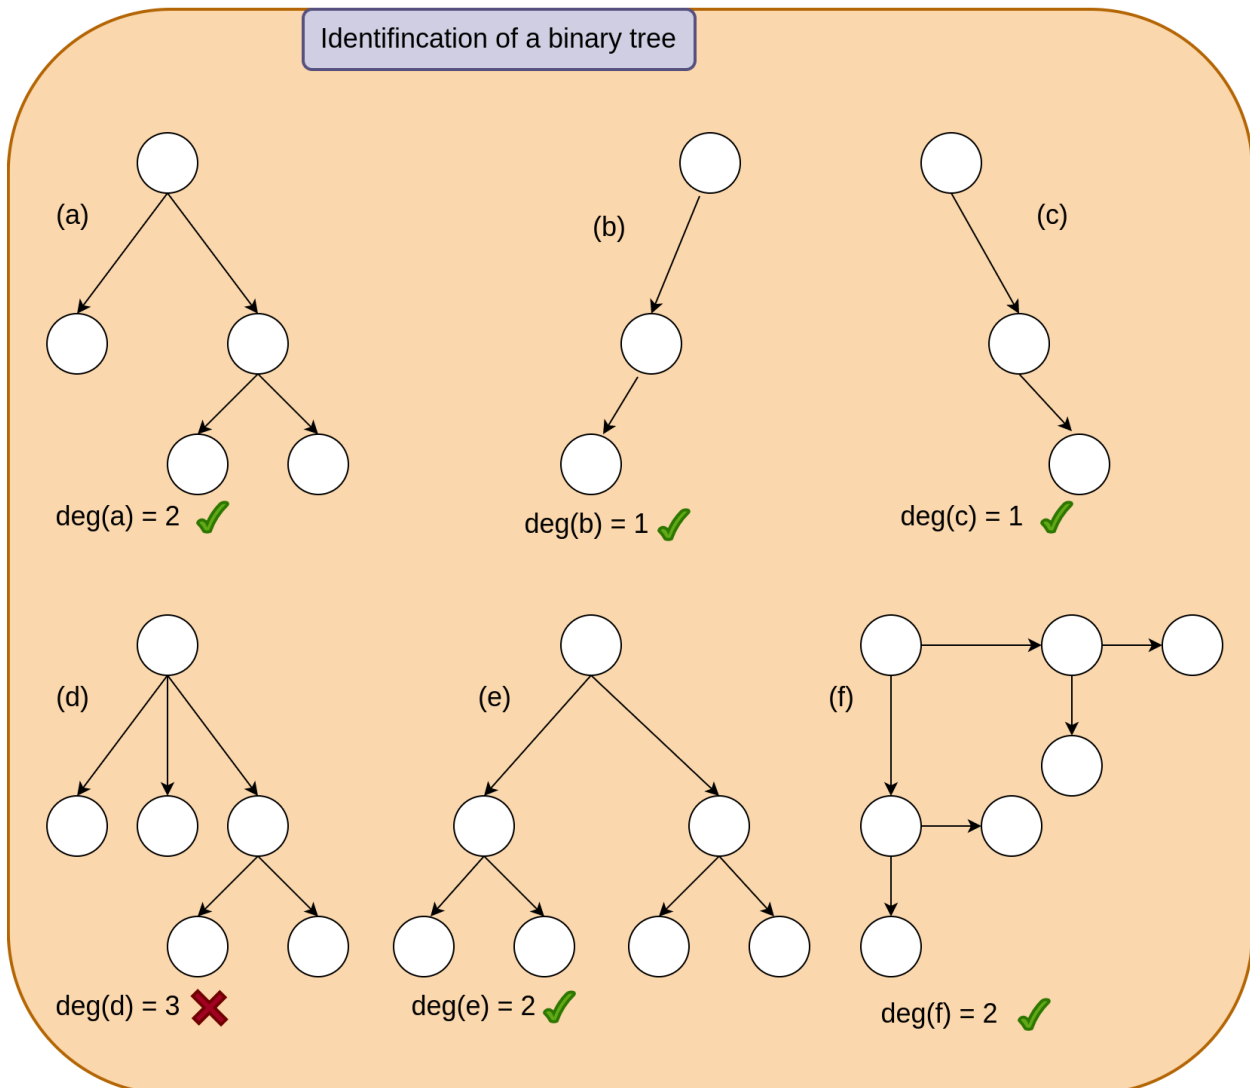 Identifincation of a binary tree
(a)
(b)
(c)
deg(a) = 2
deg(b) = 1
deg(c) = 1
(d)
(e)
(f)
deg(d) = 3
deg(e) = 2
deg(f) = 2